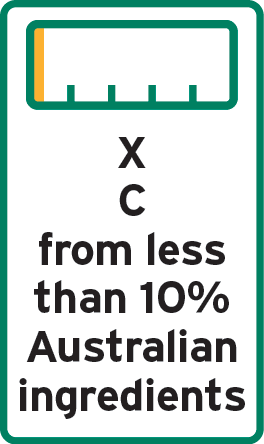 X
C
from less
than 10%
Australian
ingredients